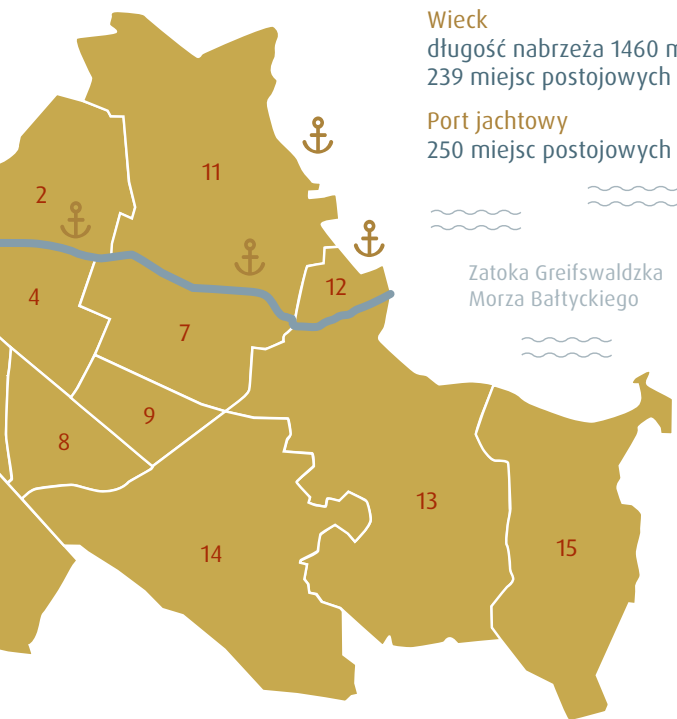 Wieck
długość nabrzeża 1460 m
239 miejsc postojowych
Port jachtowy
250 miejsc postojowych
11
2
Zatoka Greifswaldzka
Morza Bałtyckiego
12
4
7
9
8
13
14
15